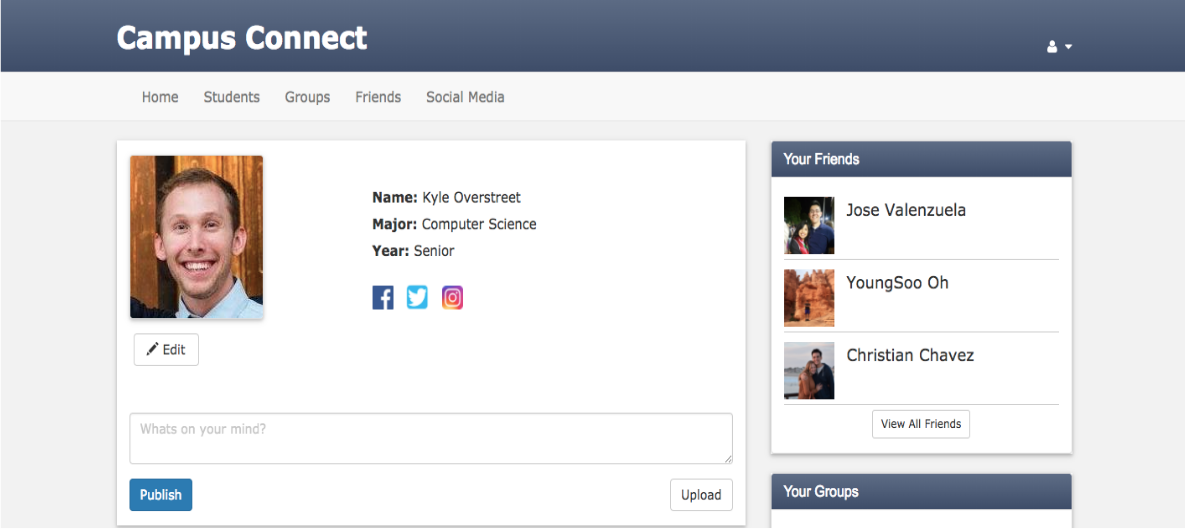 Campus Connect
Home Students Groups Friends Social Media
Name: Kyle Overstreet
Major: Computer Science
Year: Senior
Edit
Whats on your mind?
Publish Upload
Your Friends
Jose Valenzuela
YoungSoo Oh
Christian Chavez
View All Friends
Your Groups